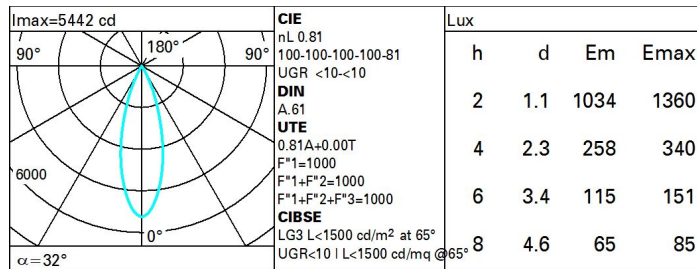 Imax=5442 cd
90°
180°
90°
6000
0°
α=32°
CIE
nL 0.81
100-100-100-100-81
UGR <10-<10
DIN
A.61
UTE
0.81A+0.00T
F"1=1000
F"1+F"2=1000
F"1+F"2+F"3=1000
CIBSE
LG3 L<1500 cd/m² at 65°
UGR<10 | L<1500 cd/mq @65°
Lux
h d Em Emax
2 1.1 1034 1360
4 2.3 258 340
6 3.4 115 151
8 4.6 65 85